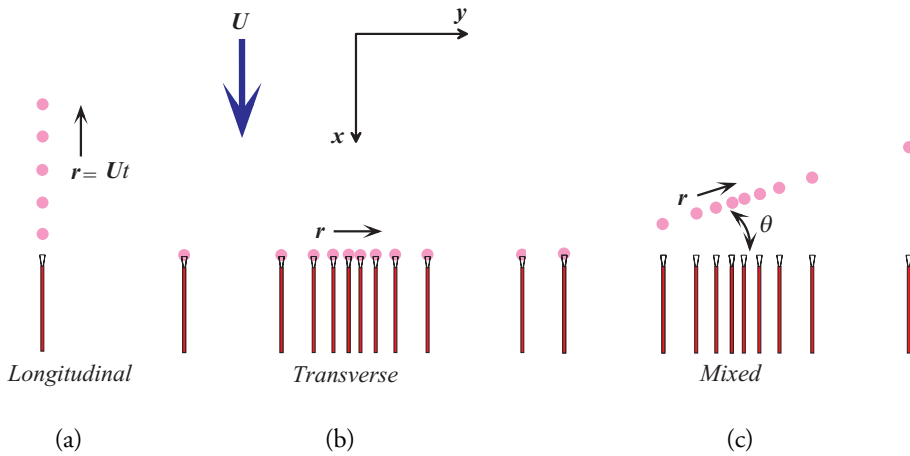 U
y
x
r = Ut
r
r
θ
Longitudinal
Transverse
Mixed
(a)
(b)
(c)